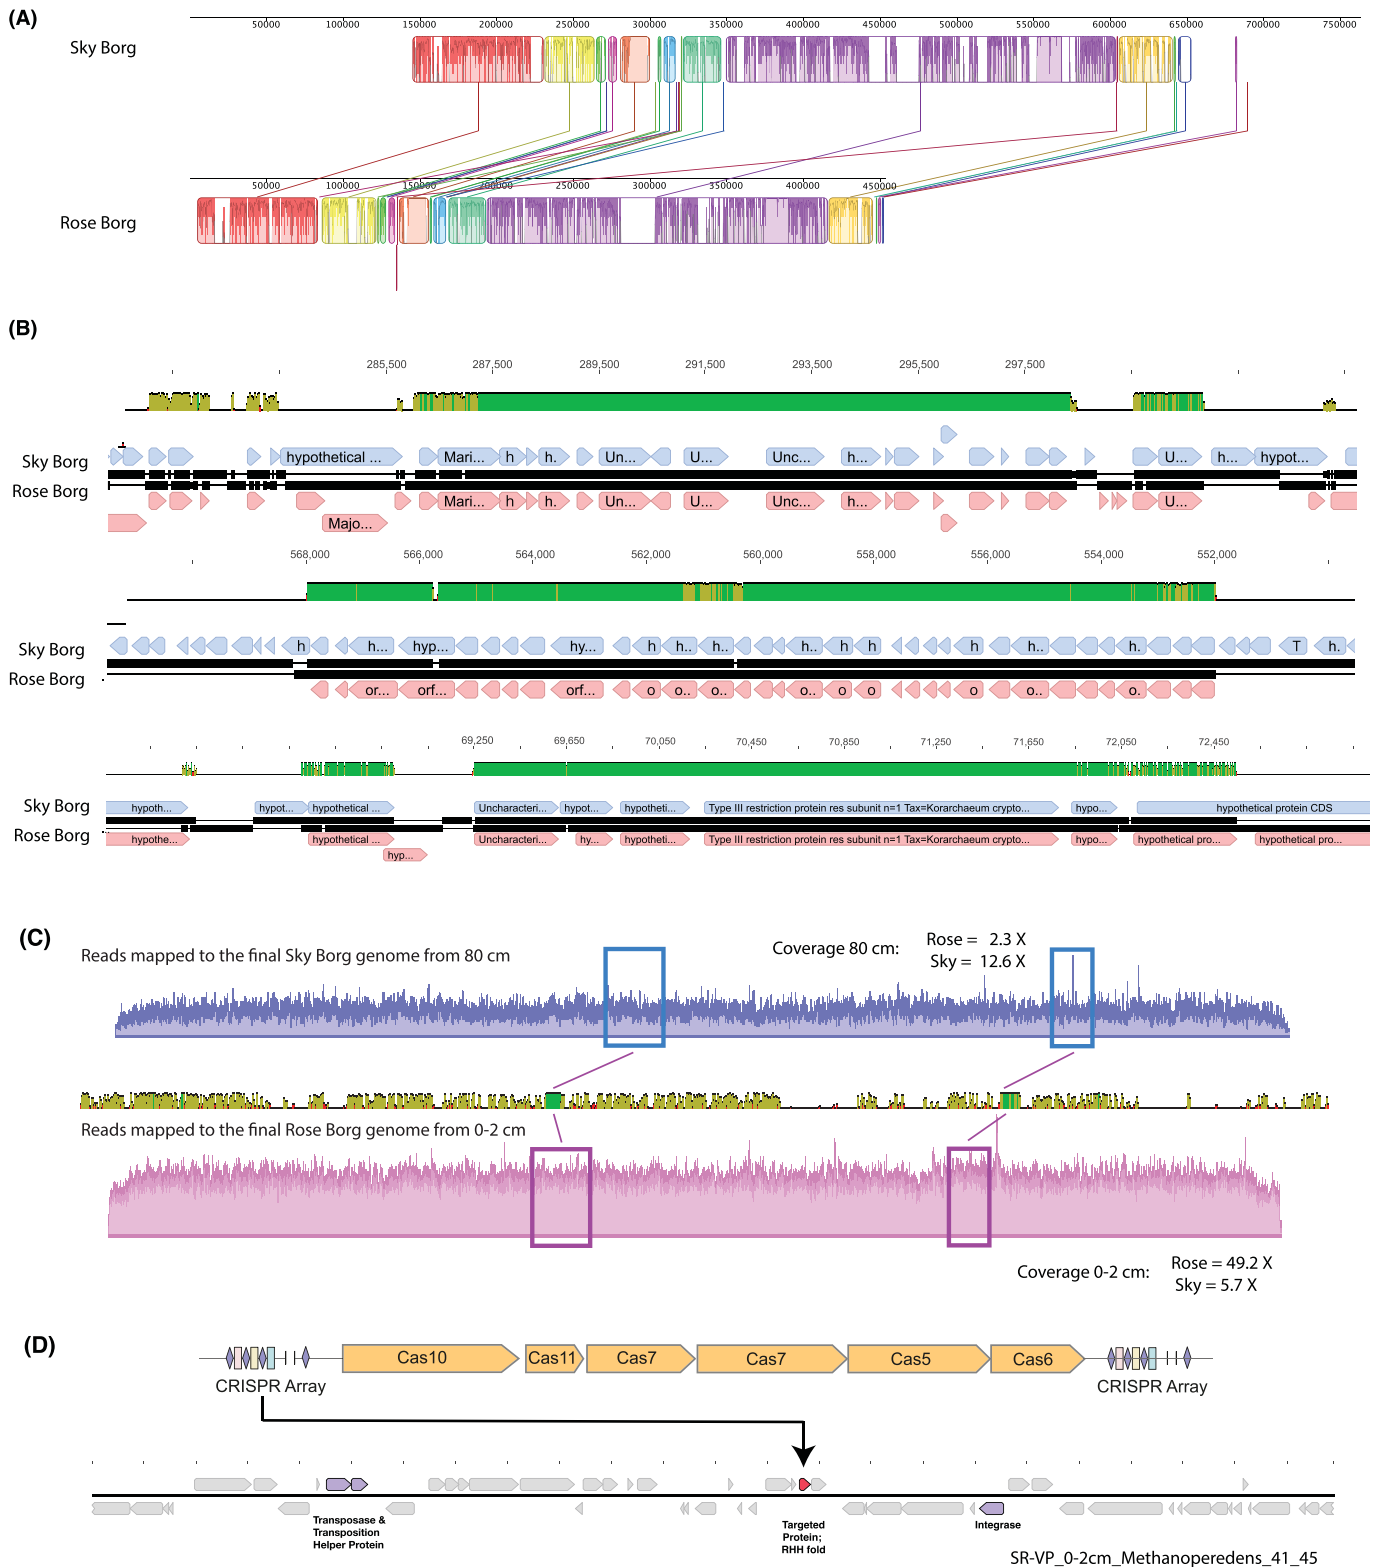 (A)
50000 100000 150000 200000 250000 300000 350000 400000 450000 500000 550000 600000 650000 700000 750000
Sky Borg
50000 100000 150000 200000 250000 300000 350000 400000 450000
Rose Borg
(B)
285,500 287,500 289,500 291,500 293,500 295,500 297,500
hypothetical ... Mari... h h. Un... U... Unc... h... U... h... hypot...
Sky Borg
Rose Borg
Mari... h h. Un... U... Unc... h... U...
Majo...
568,000 566,000 564,000 562,000 560,000 558,000 556,000 554,000 552,000
Sky Borg h h... hyp... hy... h h.. h.. h.. h h h h.. h. T h.
Rose Borg or... orf... orf... o o.. o.. o.. o o o o.. o.
69,250 69,650 70,050 70,450 70,850 71,250 71,650 72,050 72,450
Sky Borg hypoth... hypot... hypothetical ... Uncharacteri... hypot... hypotheti... Type III restriction protein res subunit n=1 Tax=Korarchaeum crypto... hypo... hypothetical protein CDS
Rose Borg hypothe... hypothetical ... Uncharacteri... hy... hypotheti... Type III restriction protein res subunit n=1 Tax=Korarchaeum crypto... hypo... hypothetical pro... hypothetical pro...
hyp...
(C)
Reads mapped to the final Sky Borg genome from 80 cm
Coverage 80 cm: Rose = 2.3 X
Sky = 12.6 X
Reads mapped to the final Rose Borg genome from 0-2 cm
Coverage 0-2 cm: Rose = 49.2 X
Sky = 5.7 X
(D)
Cas10 Cas11 Cas7 Cas7 Cas5 Cas6
CRISPR Array CRISPR Array
Transposase &
Transposition
Helper Protein
Targeted
Protein;
RHH fold
Integrase
SR-VP_0-2cm_Methanoperedens_41_45